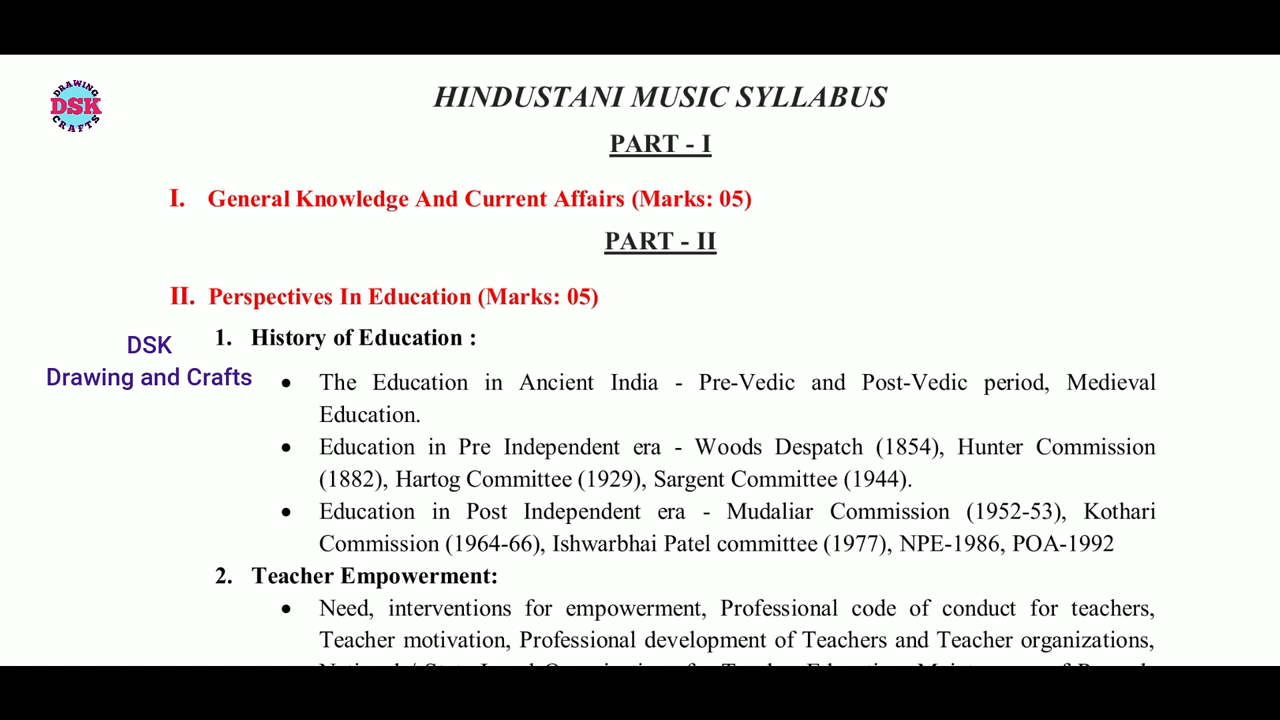 DRAWING
DSK
CRAFTS
HINDUSTANI MUSIC SYLLABUS
PART - I
I. General Knowledge And Current Affairs (Marks: 05)
PART - II
II. Perspectives In Education (Marks: 05)
1. History of Education :
DSK
Drawing and Crafts
• The Education in Ancient India - Pre-Vedic and Post-Vedic period, Medieval
Education.
• Education in Pre Independent era - Woods Despatch (1854), Hunter Commission
(1882), Hartog Committee (1929), Sargent Committee (1944).
• Education in Post Independent era - Mudaliar Commission (1952-53), Kothari
Commission (1964-66), Ishwarbhai Patel committee (1977), NPE-1986, POA-1992
2. Teacher Empowerment:
• Need, interventions for empowerment, Professional code of conduct for teachers,
Teacher motivation, Professional development of Teachers and Teacher organizations,